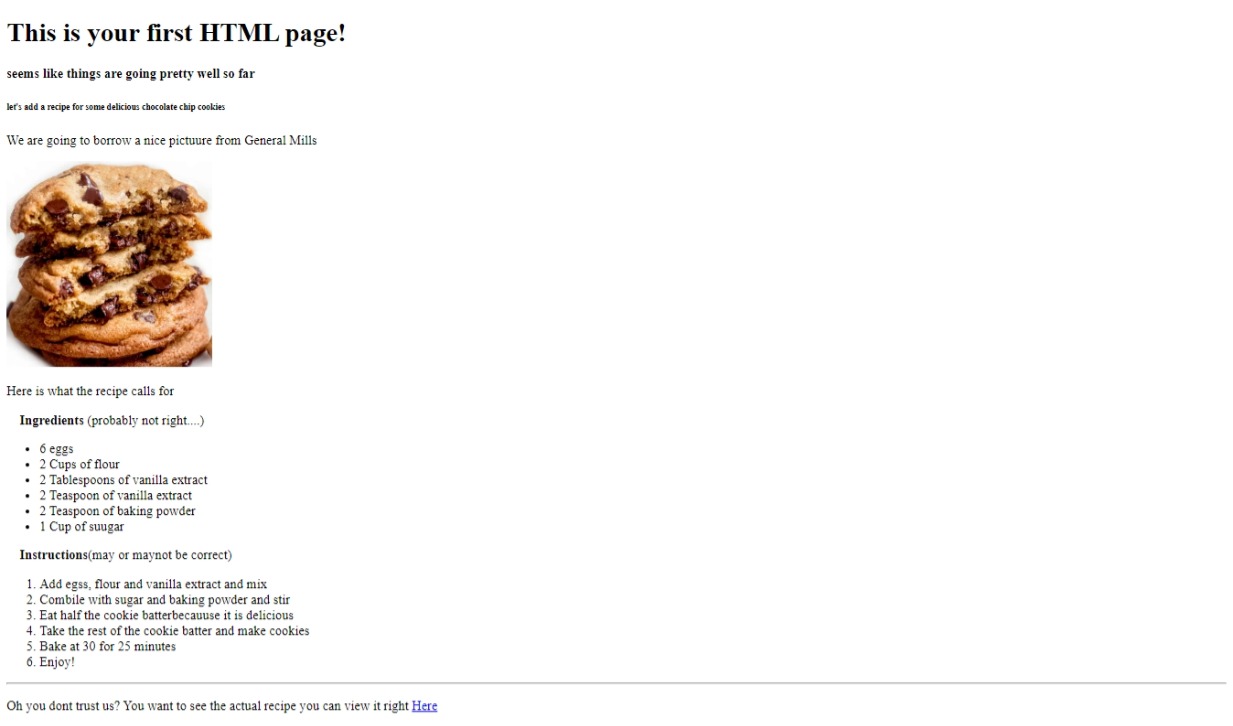 This is your first HTML page!
seems like things are going pretty well so far
let's add a recipe for some delicious chocolate chip cookies
We are going to borrow a nice pictuure from General Mills
Here is what the recipe calls for
Ingredients (probably not right....)
• 6 eggs
• 2 Cups of flour
• 2 Tablespoons of vanilla extract
• 2 Teaspoon of vanilla extract
• 2 Teaspoon of baking powder
• 1 Cup of suugar
Instructions(may or maynot be correct)
1. Add egss, flour and vanilla extract and mix
2. Combile with sugar and baking powder and stir
3. Eat half the cookie batterbecauuse it is delicious
4. Take the rest of the cookie batter and make cookies
5. Bake at 30 for 25 minutes
6. Enjoy!
Oh you dont trust us? You want to see the actual recipe you can view it right Here